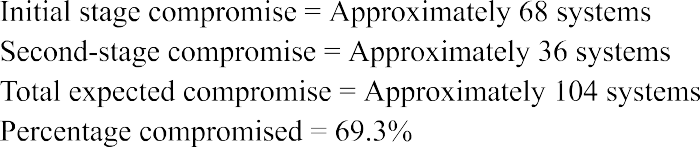 Initial stage compromise = Approximately 68 systems
Second-stage compromise = Approximately 36 systems
Total expected compromise = Approximately 104 systems
Percentage compromised = 69.3%